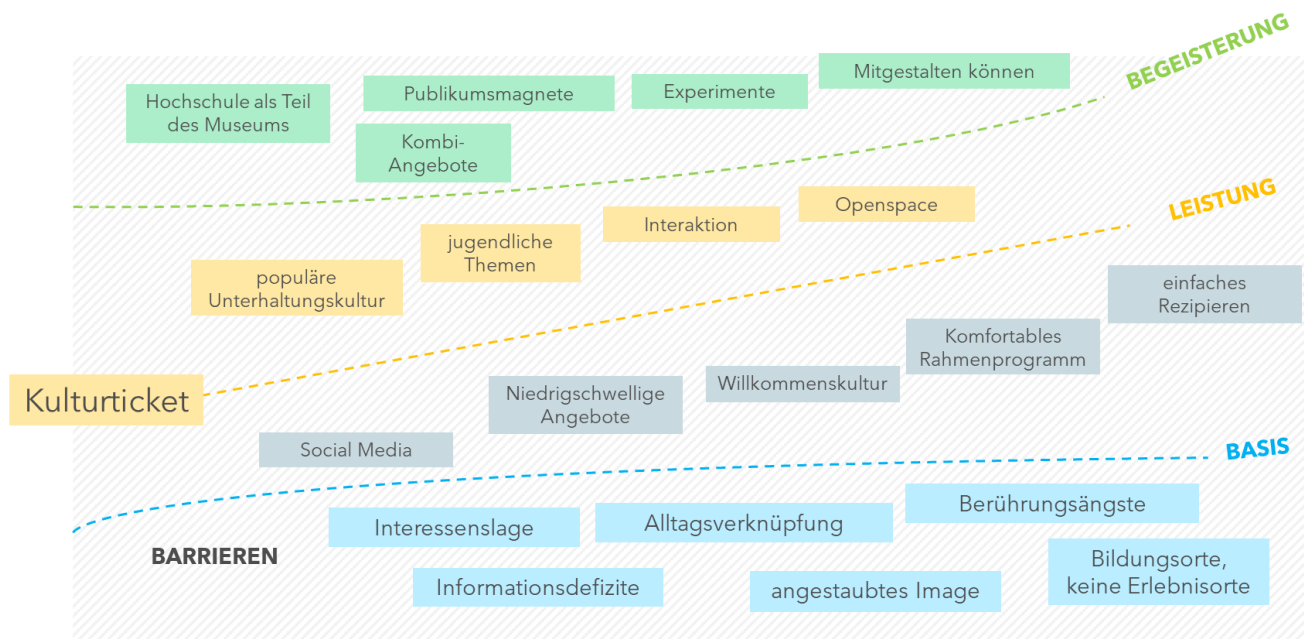 BEGEISTERUNG
Mitgestalten können
Experimente
Publikumsmagnete
Hochschule als Teil
des Museums
Kombi-
Angebote
LEISTUNG
Openspace
Interaktion
jugendliche
Themen
populäre
Unterhaltungskultur
einfaches
Rezipieren
Komfortables
Rahmenprogramm
Willkommenskultur
Niedrigschwellige
Angebote
Kulturticket
Social Media
BASIS
Berührungsängste
Alltagsverknüpfung
Interessenslage
BARRIEREN
Bildungsorte,
keine Erlebnisorte
angestaubtes Image
Informationsdefizite